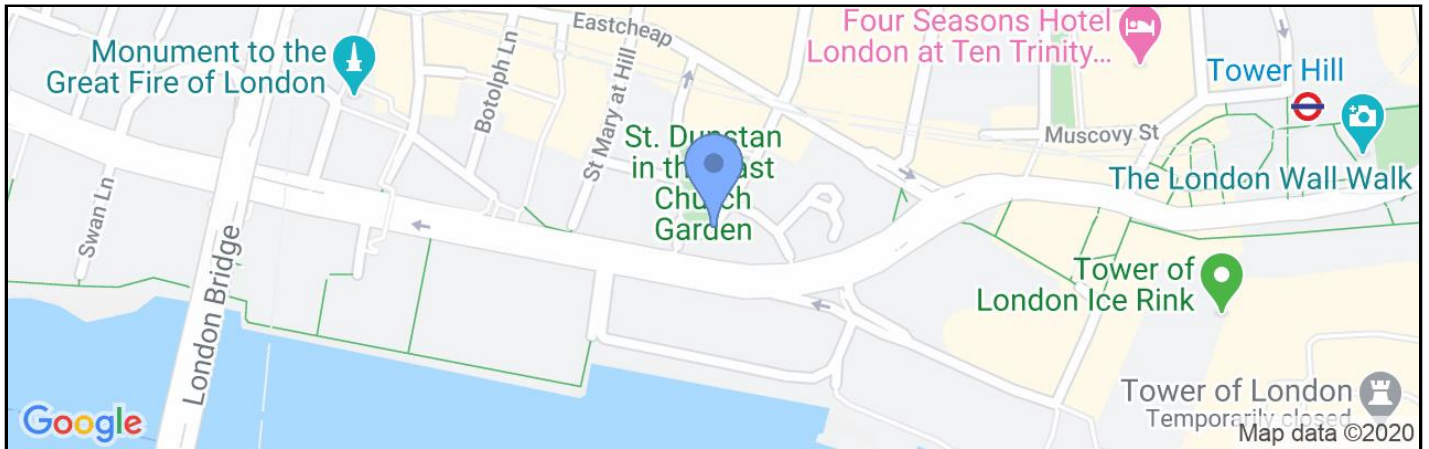 Eastcheap
Four Seasons Hotel
London at Ten Trinity...
Monument to the
Great Fire of London
Botolph Ln
St Mary at Hill
Tower Hill
Muscovy St
St. Dunstan
in the East
Church
Garden
The London Wall Walk
Swan Ln
London Bridge
Tower of
London Ice Rink
Tower of London
Temporarily closed
Google
Map data ©2020